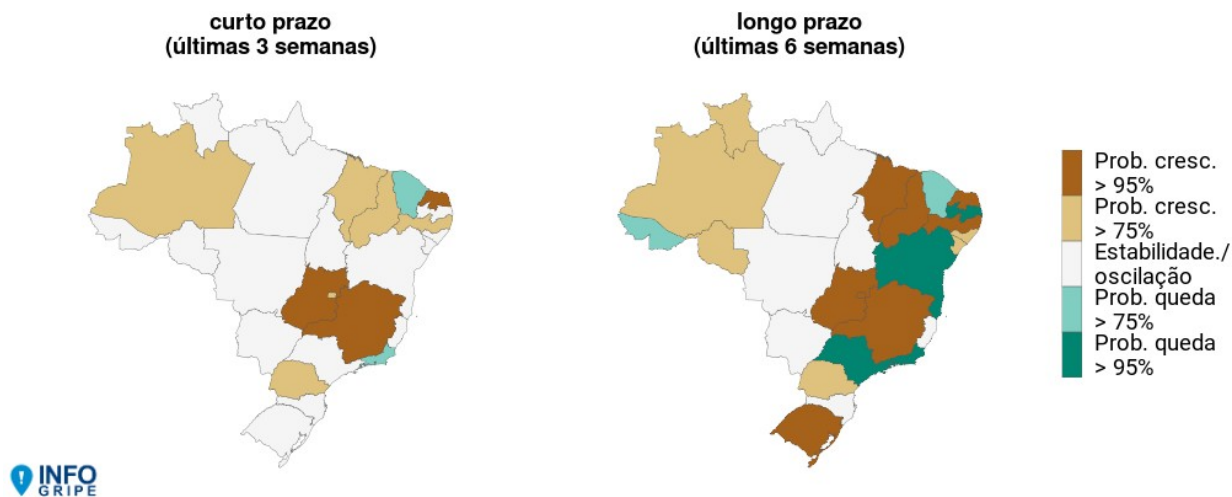 curto prazo
(últimas 3 semanas)
longo prazo
(últimas 6 semanas)
Prob. cresc.
> 95%
Prob. cresc.
> 75%
Estabilidade./
oscilação
Prob. queda
> 75%
Prob. queda
> 95%
INFO
GRIPE